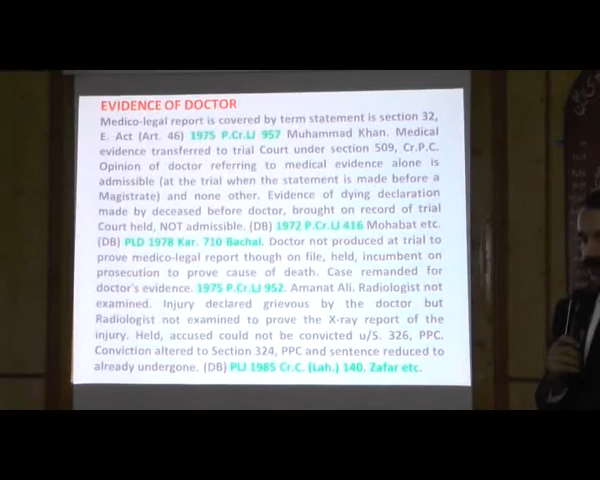 EVIDENCE OF DOCTOR
Medico-legal report is covered by term statement is section 32,
E. Act (Art. 46) 1975 P.Cr.LJ 957 Muhammad Khan. Medical
evidence transferred to trial Court under section 509, Cr.P.C.
Opinion of doctor referring to medical evidence alone is
admissible (at the trial when the statement is made before a
Magistrate) and none other. Evidence of dying declaration
made by deceased before doctor, brought on record of trial
Court held, NOT admissible. (DB) 1972 P.Cr.LJ 416 Mohabat etc.
(DB) PLD 1978 Kar. 710 Bachal. Doctor not produced at trial to
prove medico-legal report though on file, held, incumbent on
prosecution to prove cause of death. Case remanded for
doctor's evidence. 1975 P.Cr.LJ 952. Amanat Ali. Radiologist not
examined. Injury declared grievous by the doctor but
Radiologist not examined to prove the X-ray report of the
injury. Held, accused could not be convicted u/S. 326, PPC.
Conviction altered to Section 324, PPC and sentence reduced to
already undergone. (DB) PLJ 1985 Cr.C. (Lah.) 140. Zafar etc.